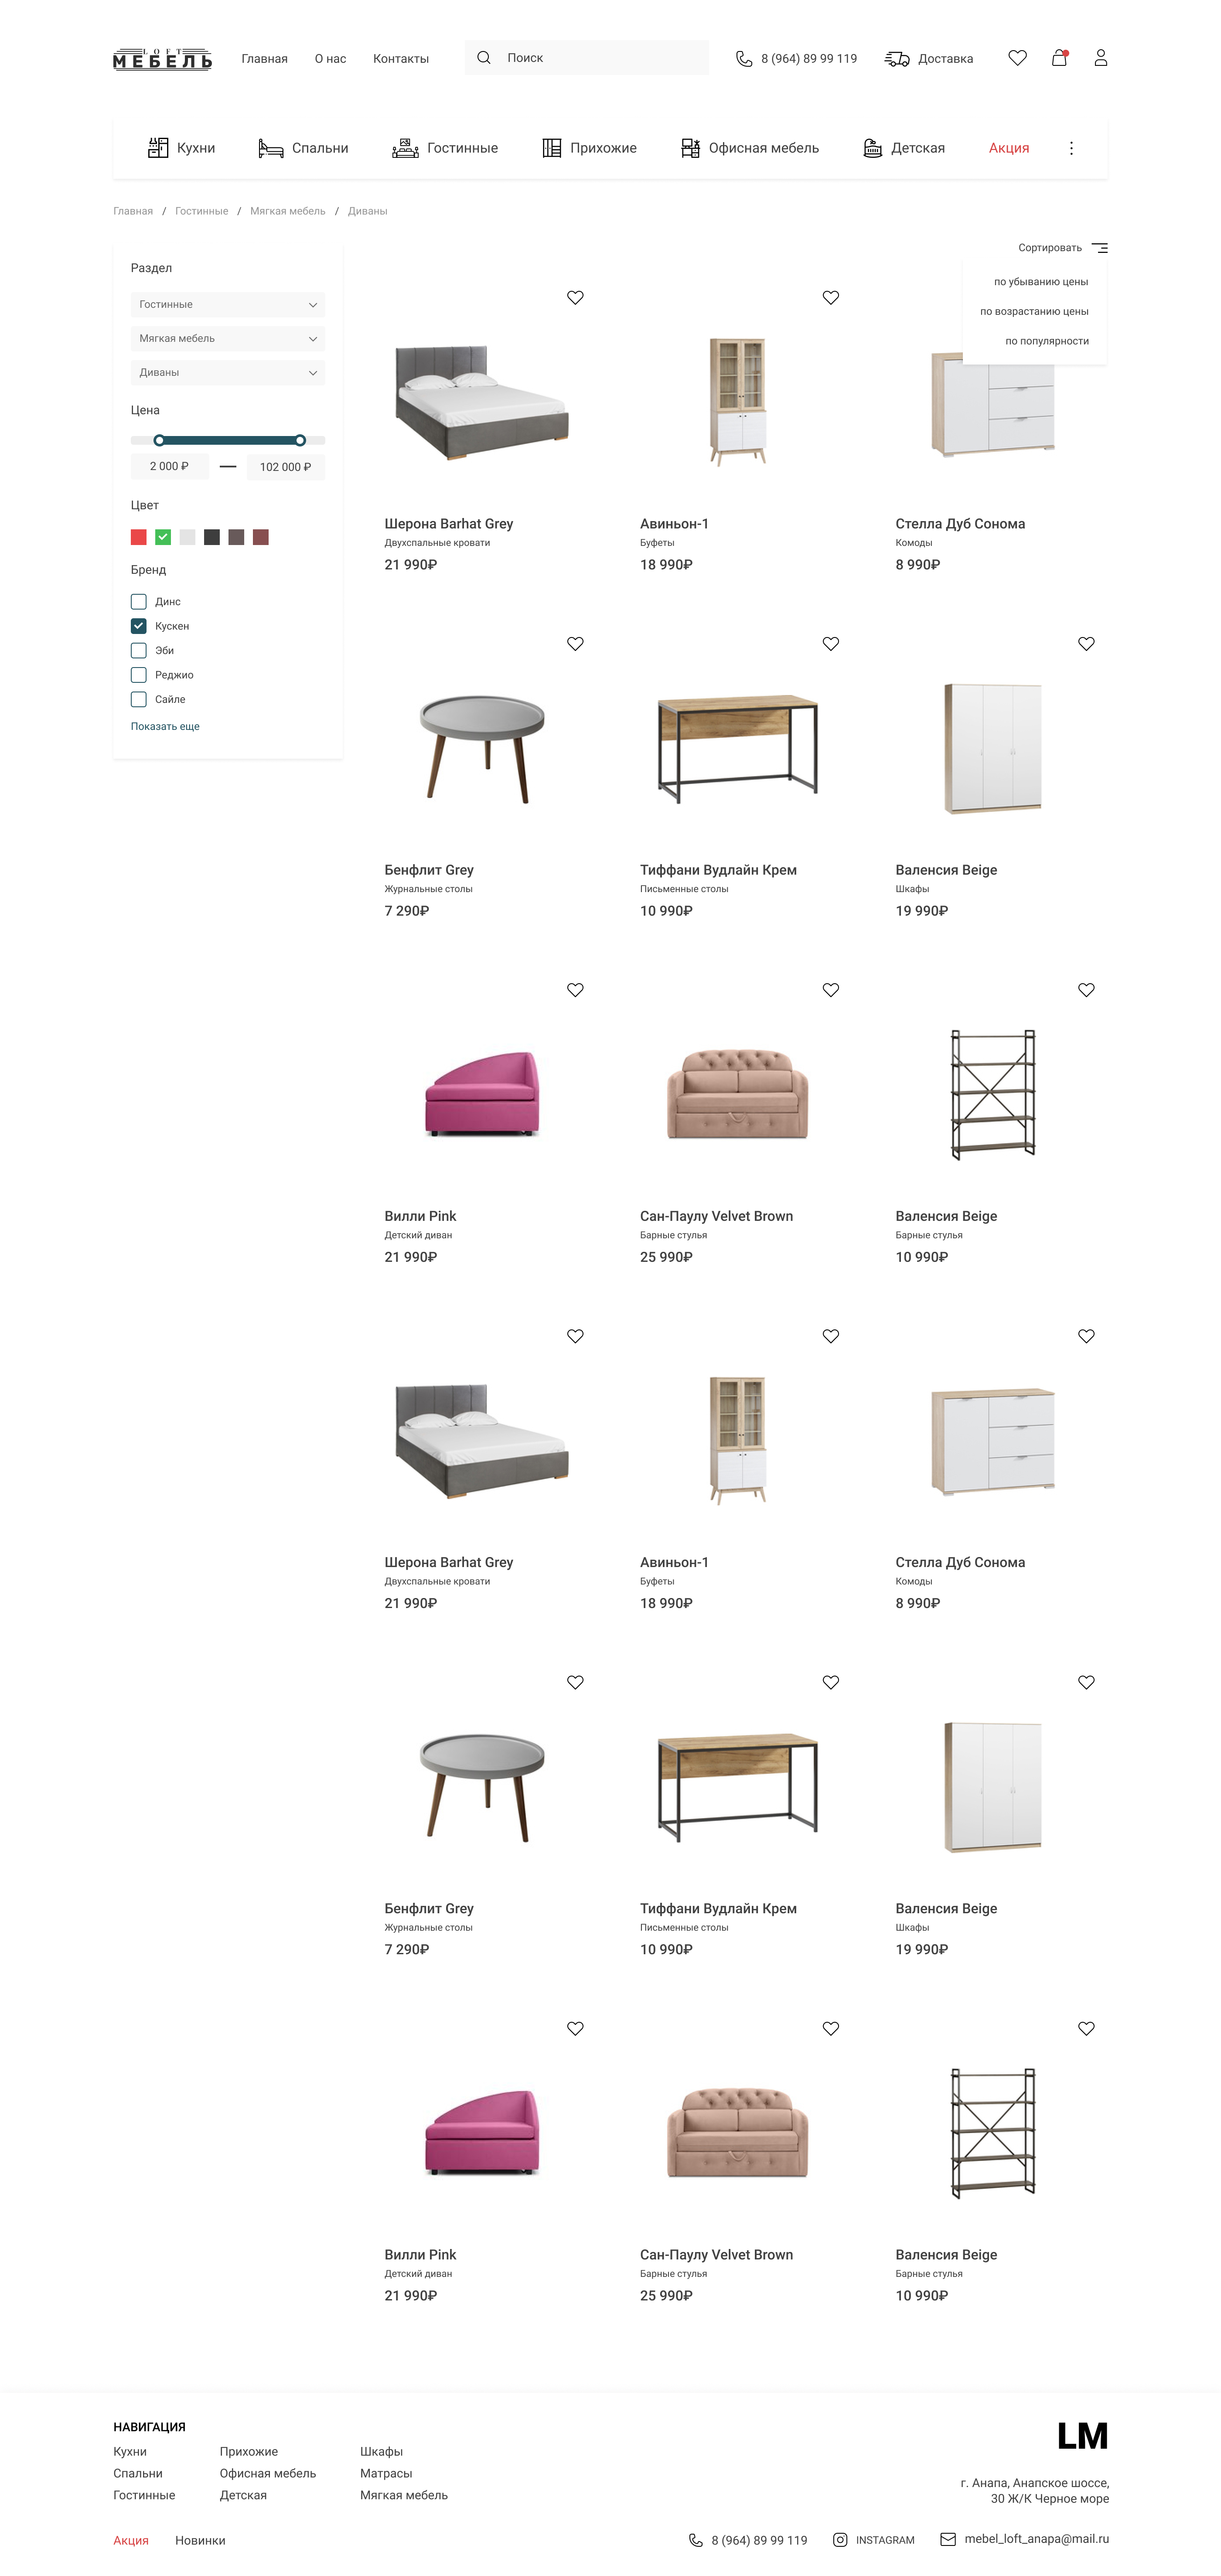 LOFT
МЕБЕЛЬ
Главная О нас Контакты Поиск 8 (964) 89 99 119 Доставка
Кухни Спальни Гостинные Прихожие Офисная мебель Детская Акция
Главная / Гостинные / Мягкая мебель / Диваны
Сортировать
по убыванию цены
по возрастанию цены
по популярности
Раздел
Гостинные
Мягкая мебель
Диваны
Цена
2 000 ₽ — 102 000 ₽
Цвет
Бренд
Динс
Кускен
Эби
Реджио
Сайле
Показать еще
Шерона Barhat Grey
Двухспальные кровати
21 990₽
Авиньон-1
Буфеты
18 990₽
Стелла Дуб Сонома
Комоды
8 990₽
Бенфлит Grey
Журнальные столы
7 290₽
Тиффани Вудлайн Крем
Письменные столы
10 990₽
Валенсия Beige
Шкафы
19 990₽
Вилли Pink
Детский диван
21 990₽
Сан-Паулу Velvet Brown
Барные стулья
25 990₽
Валенсия Beige
Барные стулья
10 990₽
Шерона Barhat Grey
Двухспальные кровати
21 990₽
Авиньон-1
Буфеты
18 990₽
Стелла Дуб Сонома
Комоды
8 990₽
Бенфлит Grey
Журнальные столы
7 290₽
Тиффани Вудлайн Крем
Письменные столы
10 990₽
Валенсия Beige
Шкафы
19 990₽
Вилли Pink
Детский диван
21 990₽
Сан-Паулу Velvet Brown
Барные стулья
25 990₽
Валенсия Beige
Барные стулья
10 990₽
НАВИГАЦИЯ
Кухни Прихожие Шкафы
Спальни Офисная мебель Матрасы
Гостинные Детская Мягкая мебель
Акция Новинки
LM
г. Анапа, Анапское шоссе,
30 Ж/К Черное море
8 (964) 89 99 119 INSTAGRAM mebel_loft_anapa@mail.ru